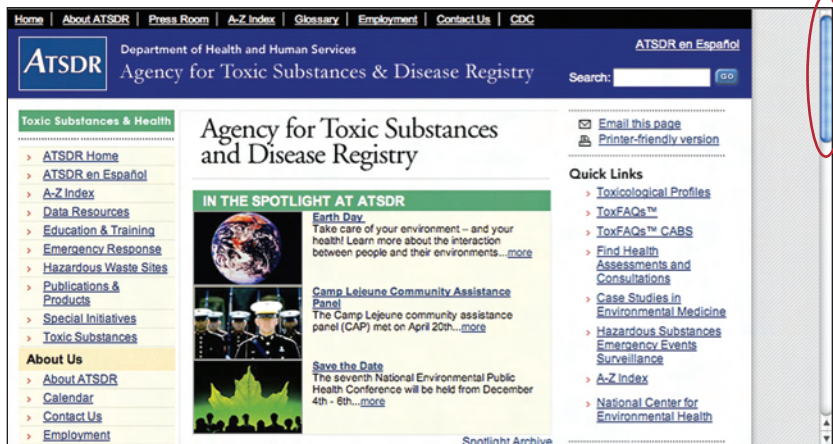 Home | About ATSDR | Press Room | A-Z Index | Glossary | Employment | Contact Us | CDC
ATSDR
Department of Health and Human Services
Agency for Toxic Substances & Disease Registry
ATSDR en Español
Search:
GO
Toxic Substances & Health
ATSDR Home
ATSDR en Español
A-Z Index
Data Resources
Education & Training
Emergency Response
Hazardous Waste Sites
Publications &
Products
Special Initiatives
Toxic Substances
About Us
About ATSDR
Calendar
Contact Us
Employment
Agency for Toxic Substances
and Disease Registry
IN THE SPOTLIGHT AT ATSDR
Earth Day
Take care of your environment – and your
health! Learn more about the interaction
between people and their environments...more
Camp Lejeune Community Assistance
Panel
The Camp Lejeune community assistance
panel (CAP) met on April 20th...more
Save the Date
The seventh National Environmental Public
Health Conference will be held from December
4th - 6th...more
Spotlight Archive
Email this page
Printer-friendly version
Quick Links
Toxicological Profiles
ToxFAQs™
ToxFAQs™ CABS
Find Health
Assessments and
Consultations
Case Studies in
Environmental Medicine
Hazardous Substances
Emergency Events
Surveillance
A-Z Index
National Center for
Environmental Health